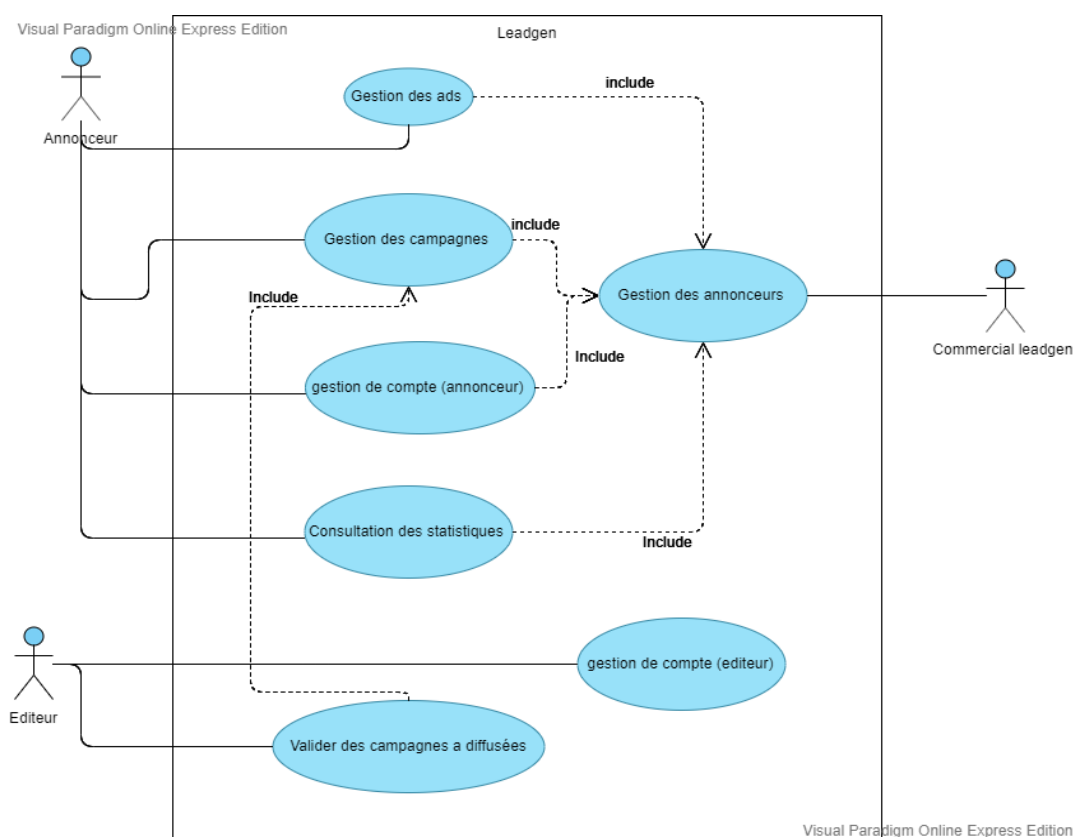 Visual Paradigm Online Express Edition
Leadgen
Annonceur
Gestion des ads
include
Gestion des campagnes
include
Include
Gestion des annonceurs
Commercial leadgen
gestion de compte (annonceur)
Include
Consultation des statistiques
Include
Editeur
gestion de compte (editeur)
Valider des campagnes a diffusées
Visual Paradigm Online Express Edition